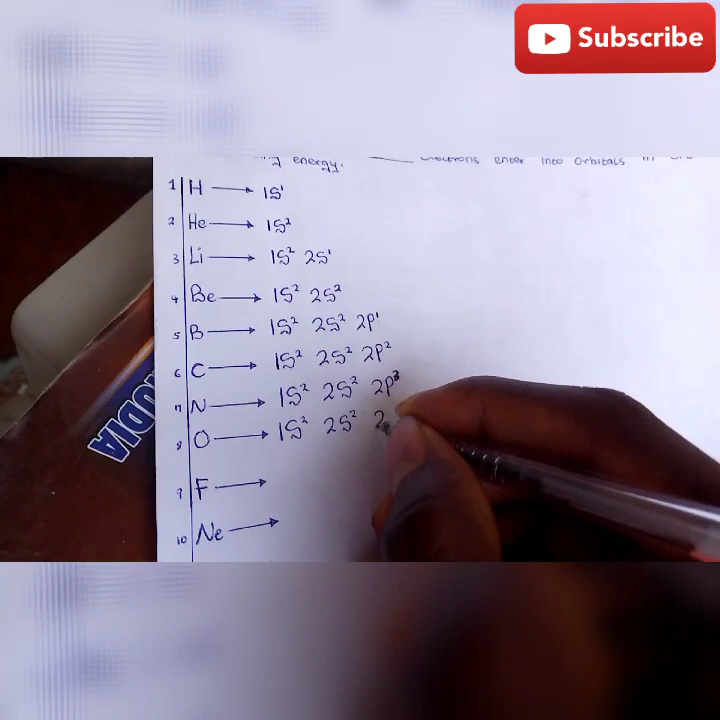 Subscribe
energy. electrons enter into orbitals in
1 H → 1S¹
2 He → 1S²
3 Li → 1S² 2S¹
4 Be → 1S² 2S²
5 B → 1S² 2S² 2P¹
6 C → 1S² 2S² 2P²
7 N → 1S² 2S² 2P³
8 O → 1S² 2S² 2
9 F →
10 Ne →
AUDIA